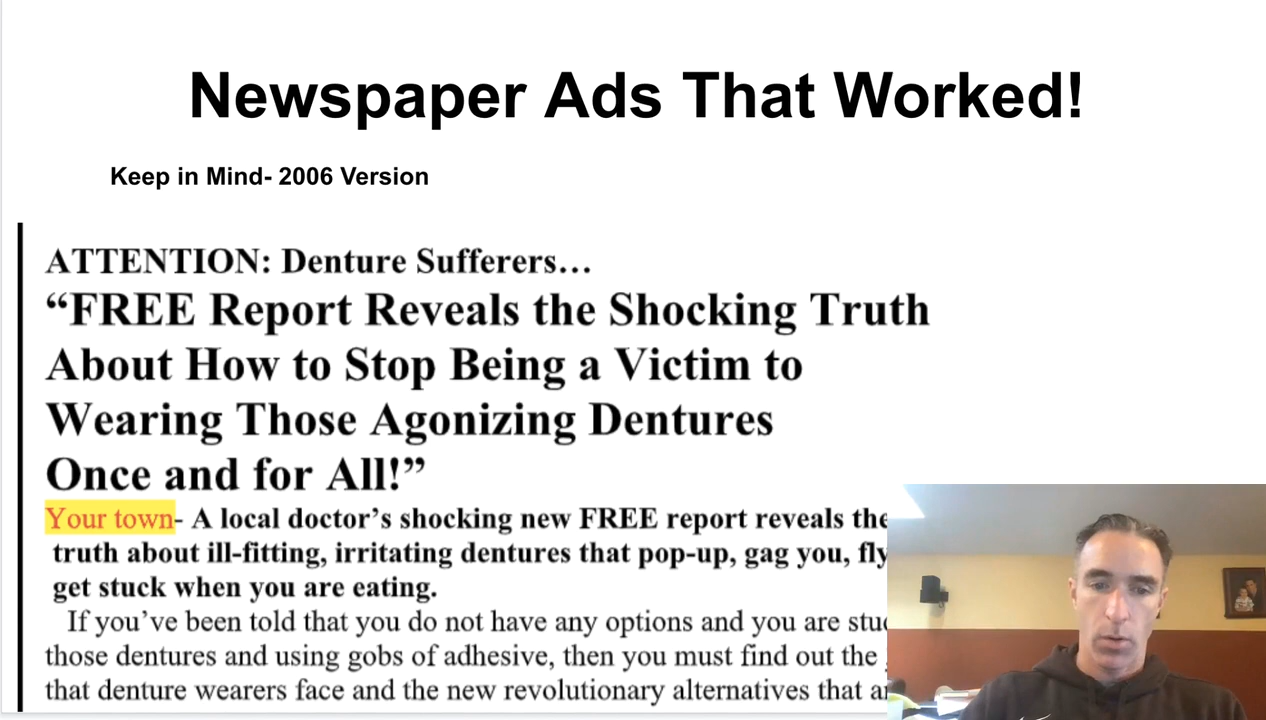 Newspaper Ads That Worked!
Keep in Mind- 2006 Version
ATTENTION: Denture Sufferers…
“FREE Report Reveals the Shocking Truth
About How to Stop Being a Victim to
Wearing Those Agonizing Dentures
Once and for All!”
Your town- A local doctor’s shocking new FREE report reveals the
truth about ill-fitting, irritating dentures that pop-up, gag you, fly
get stuck when you are eating.
If you’ve been told that you do not have any options and you are
those dentures and using gobs of adhesive, then you must find out the
that denture wearers face and the new revolutionary alternatives that